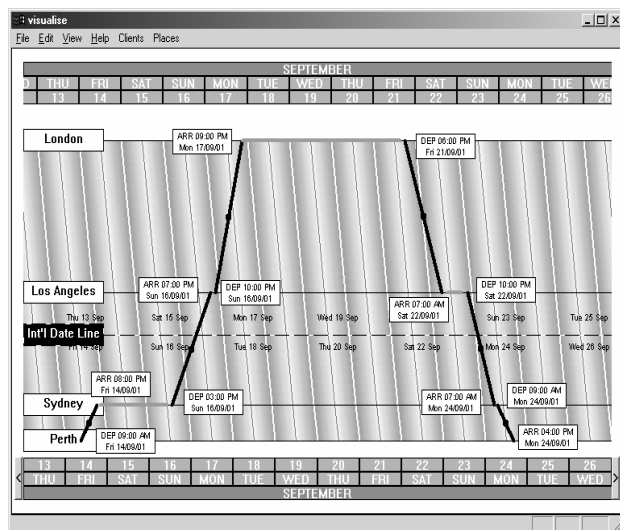 visualise
File Edit View Help Clients Places
SEPTEMBER
THU FRI SAT SUN MON TUE WED THU FRI SAT SUN MON TUE WE
13 14 15 16 17 18 19 20 21 22 23 24 25 26
London
ARR 09:00 PM
Mon 17/09/01
DEP 06:00 PM
Fri 21/09/01
Los Angeles
ARR 07:00 PM
Sun 16/09/01
DEP 10:00 PM
Sun 16/09/01
ARR 07:00 AM
Sat 22/09/01
DEP 10:00 PM
Sat 22/09/01
Thu 13 Sep Sat 15 Sep Mon 17 Sep Wed 19 Sep Sun 23 Sep Tue 25 Sep
Int'l Date Line
Fri 14 Sep Sun 16 Sep Tue 18 Sep Thu 20 Sep Sat 22 Sep Mon 24 Sep Wed 26 Sep
ARR 08:00 PM
Fri 14/09/01
Sydney
DEP 03:00 PM
Sun 16/09/01
ARR 07:00 AM
Mon 24/09/01
DEP 09:00 AM
Mon 24/09/01
Perth
DEP 09:00 AM
Fri 14/09/01
ARR 04:00 PM
Mon 24/09/01
13 14 15 16 17 18 19 20 21 22 23 24 25 26
THU FRI SAT SUN MON TUE WED THU FRI SAT SUN MON TUE WED
SEPTEMBER